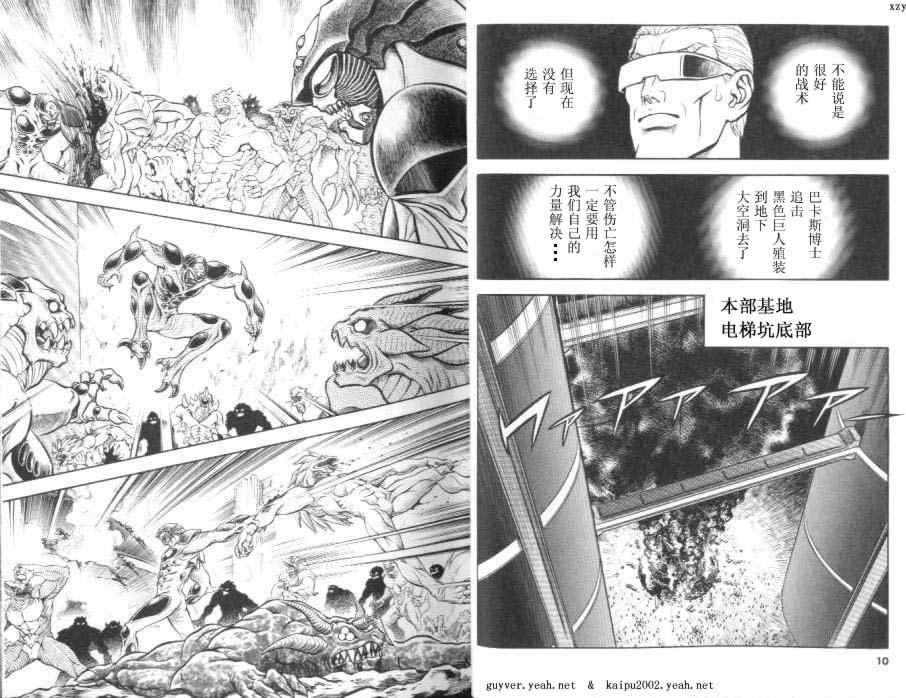 xzy
不能说是
很好
的战术
但现在
没有
选择了
巴卡斯博士
追击
黑色巨人殖装
到地下
大空洞去了
不管伤亡怎样
一定要用
我们自己的
力量解决…
本部基地
电梯坑底部
10
guyver.yeah.net & kaipu2002.yeah.net